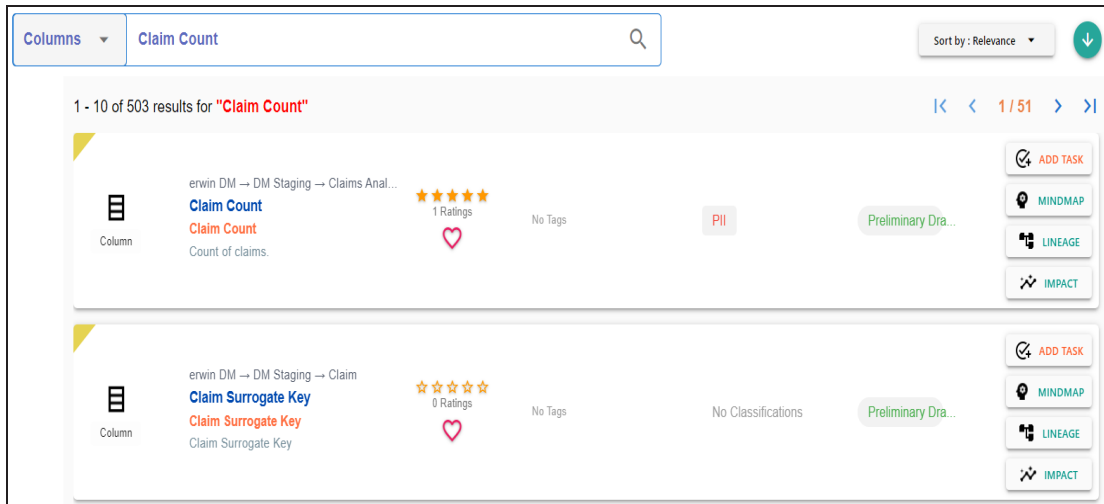 Columns
Claim Count
Sort by : Relevance
1 - 10 of 503 results for "Claim Count"
1 / 51
Column
erwin DM → DM Staging → Claims Anal...
Claim Count
Claim Count
Count of claims.
1 Ratings
No Tags
PII
Preliminary Dra...
ADD TASK
MINDMAP
LINEAGE
IMPACT
Column
erwin DM → DM Staging → Claim
Claim Surrogate Key
Claim Surrogate Key
Claim Surrogate Key
0 Ratings
No Tags
No Classifications
Preliminary Dra...
ADD TASK
MINDMAP
LINEAGE
IMPACT